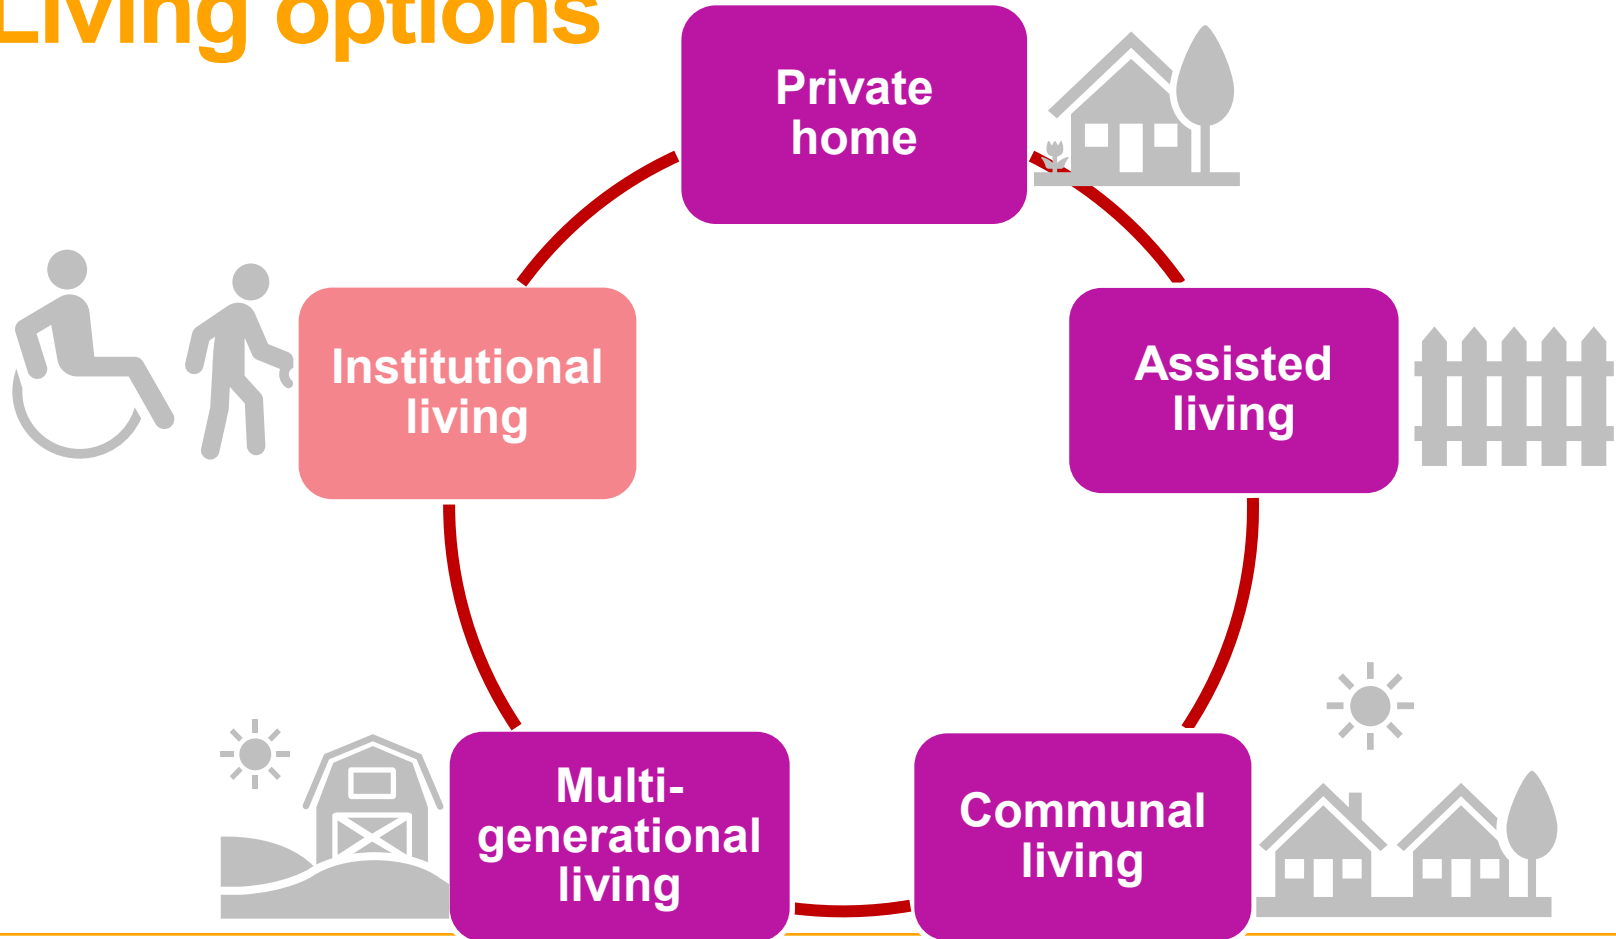 Living options
Private
home
Assisted
living
Communal
living
Multi-
generational
living
Institutional
living